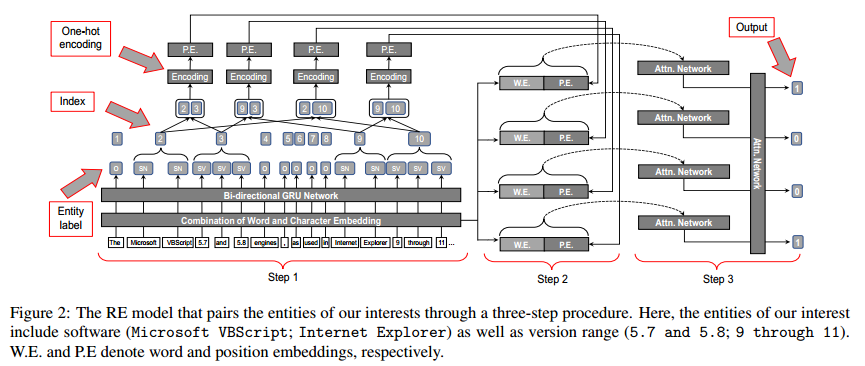 One-hot
encoding
P.E. P.E. P.E. P.E.
Encoding Encoding Encoding Encoding
Index
2 3 9 3 2 10 9 10
1 2 3 4 5 6 7 8 9 10
O SN SN SV SV SV O O O O O SN SN SV SV SV
Entity
label
Bi-directional GRU Network
Combination of Word and Character Embedding
The Microsoft VBScript 5.7 and 5.8 engines , as used in Internet Explorer 9 through 11 ...
Step 1
W.E. P.E.
W.E. P.E.
W.E. P.E.
W.E. P.E.
Step 2
Output
Attn. Network
1
Attn. Network
0
Attn. Network
0
Attn. Network
1
Attn. Network
Step 3
Figure 2: The RE model that pairs the entities of our interests through a three-step procedure. Here, the entities of our interest
include software (Microsoft VBScript; Internet Explorer) as well as version range (5.7 and 5.8; 9 through 11).
W.E. and P.E denote word and position embeddings, respectively.